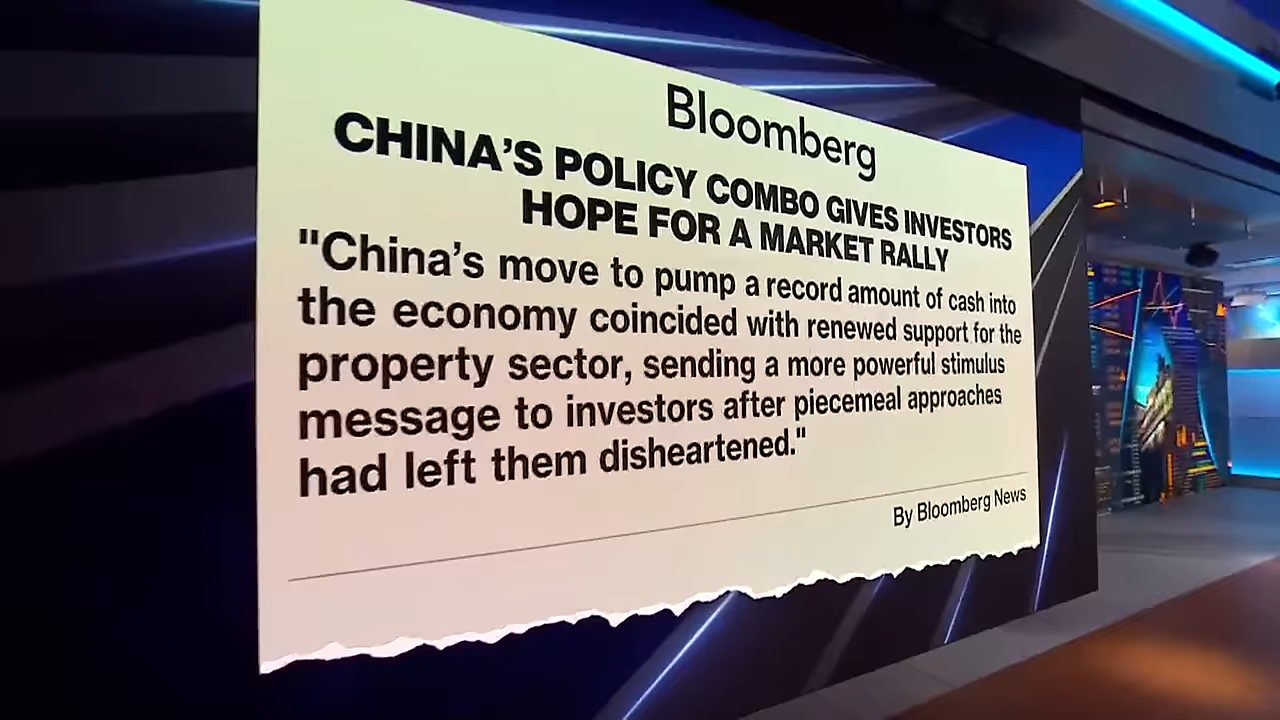 Bloomberg
CHINA'S POLICY COMBO GIVES INVESTORS
HOPE FOR A MARKET RALLY
"China's move to pump a record amount of cash into
the economy coincided with renewed support for the
property sector, sending a more powerful stimulus
message to investors after piecemeal approaches
had left them disheartened."
By Bloomberg News